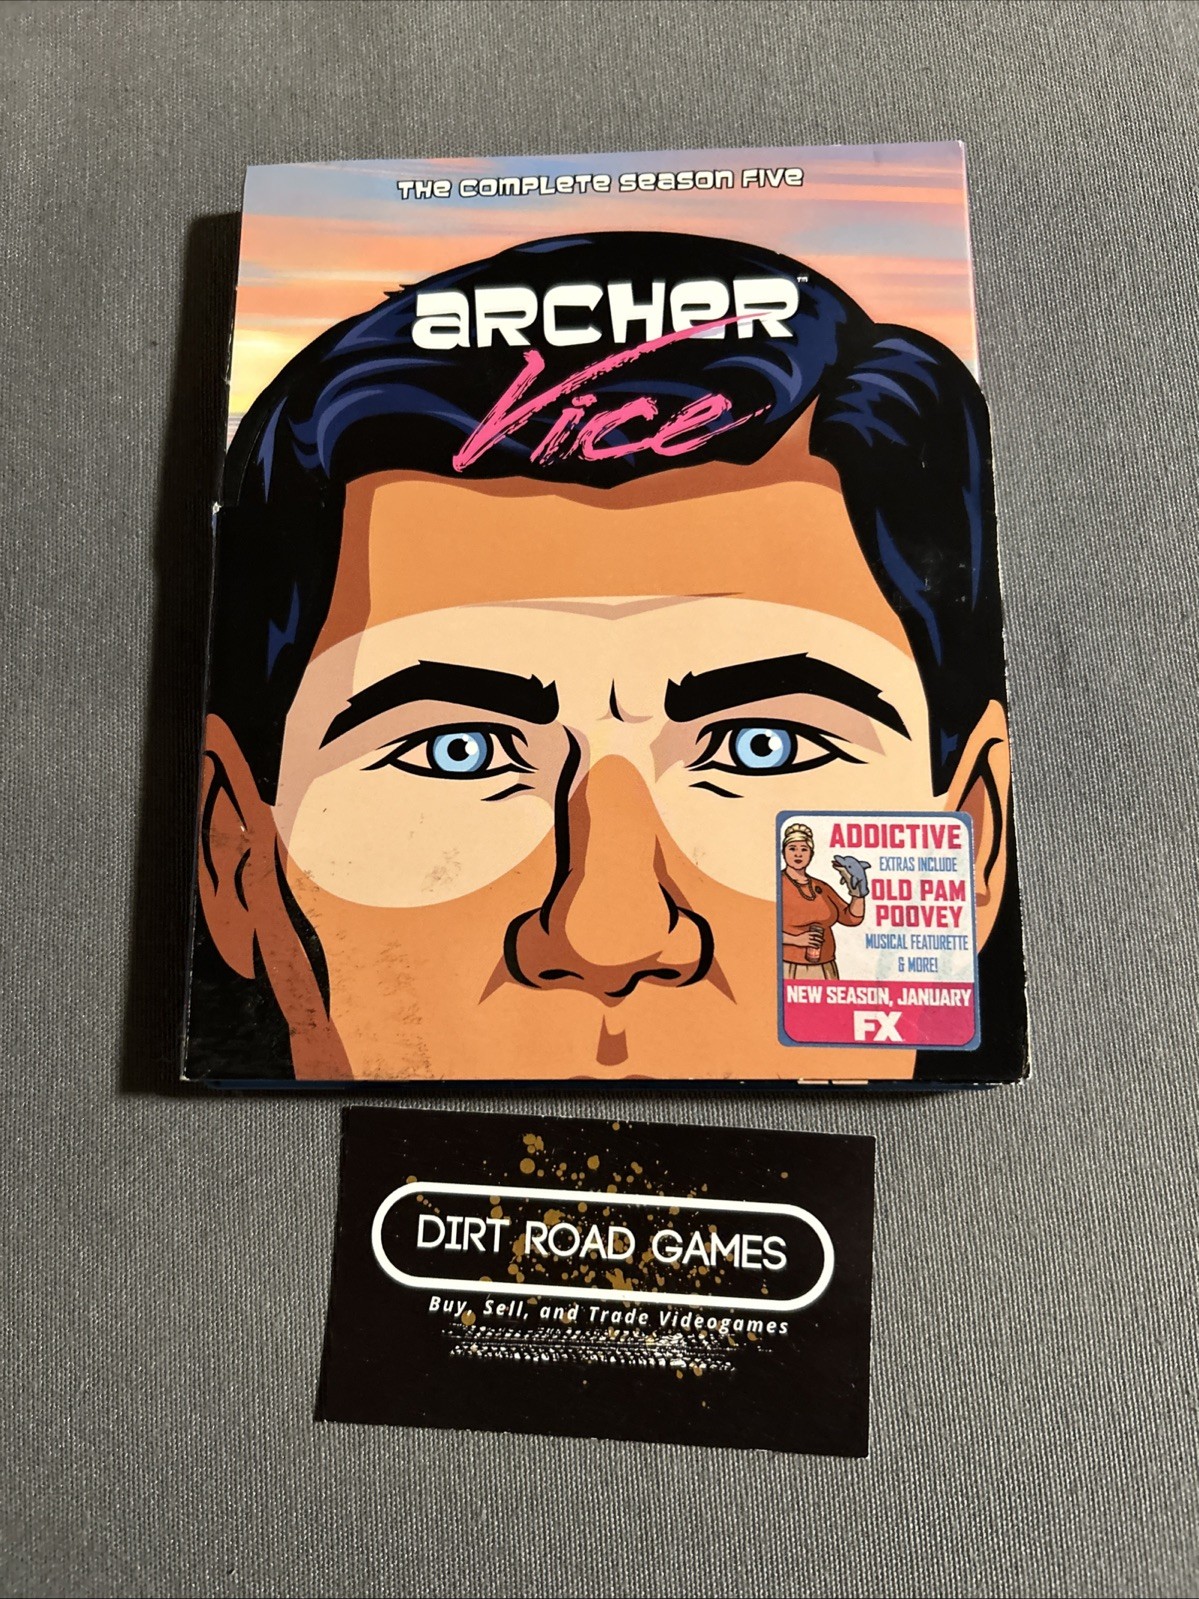 THE COMPLETE SEASON FIVE
ARCHER™
Vice
ADDICTIVE
EXTRAS INCLUDE
OLD PAM
POOVEY
MUSICAL FEATURETTE
& MORE!
NEW SEASON, JANUARY
FX
DIRT ROAD GAMES
Buy, Sell, and Trade Videogames